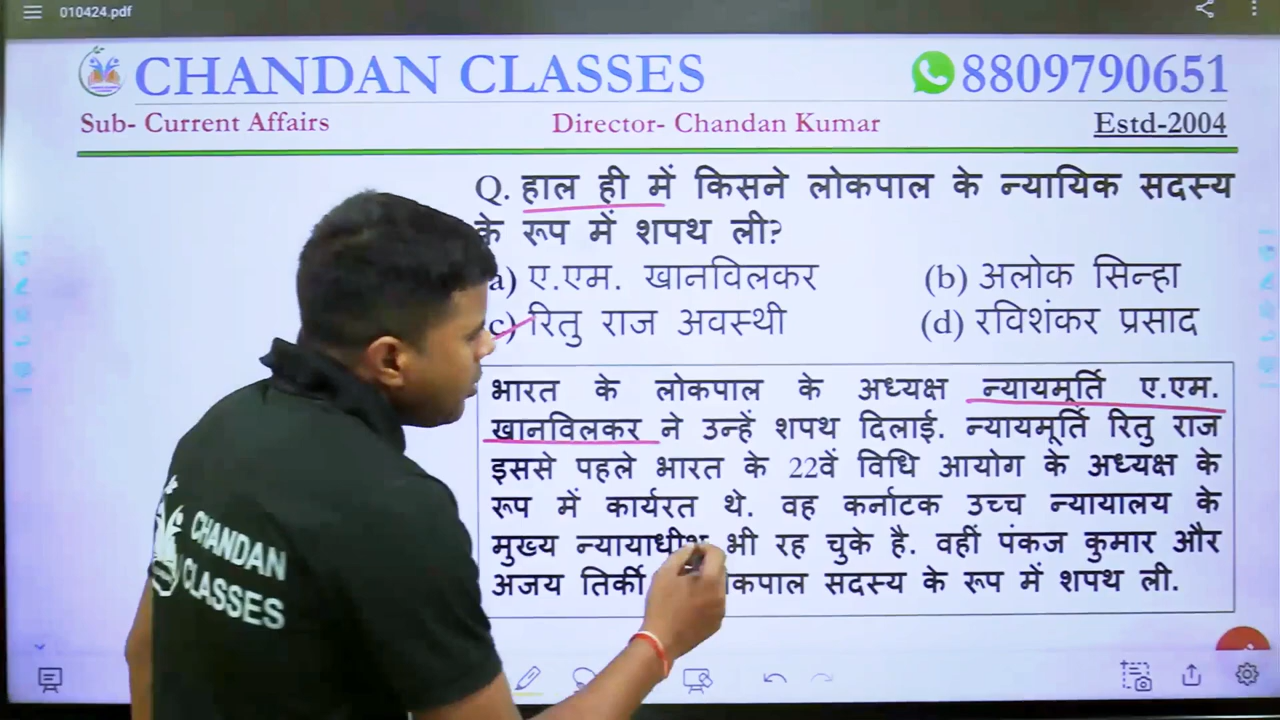 010424.pdf
CHANDAN CLASSES
8809790651
Sub- Current Affairs
Director- Chandan Kumar
Estd-2004
Q. हाल ही में किसने लोकपाल के न्यायिक सदस्य
के रूप में शपथ ली?
a) ए.एम. खानविलकर
(b) अलोक सिन्हा
c) रितु राज अवस्थी
(d) रविशंकर प्रसाद
भारत के लोकपाल के अध्यक्ष न्यायमूर्ति ए.एम.
खानविलकर ने उन्हें शपथ दिलाई. न्यायमूर्ति रितु राज
इससे पहले भारत के 22वें विधि आयोग के अध्यक्ष के
रूप में कार्यरत थे. वह कर्नाटक उच्च न्यायालय के
मुख्य न्यायाधीश भी रह चुके है. वहीं पंकज कुमार और
अजय तिर्की सदस्य के रूप में शपथ ली.
CHANDAN
CLASSES